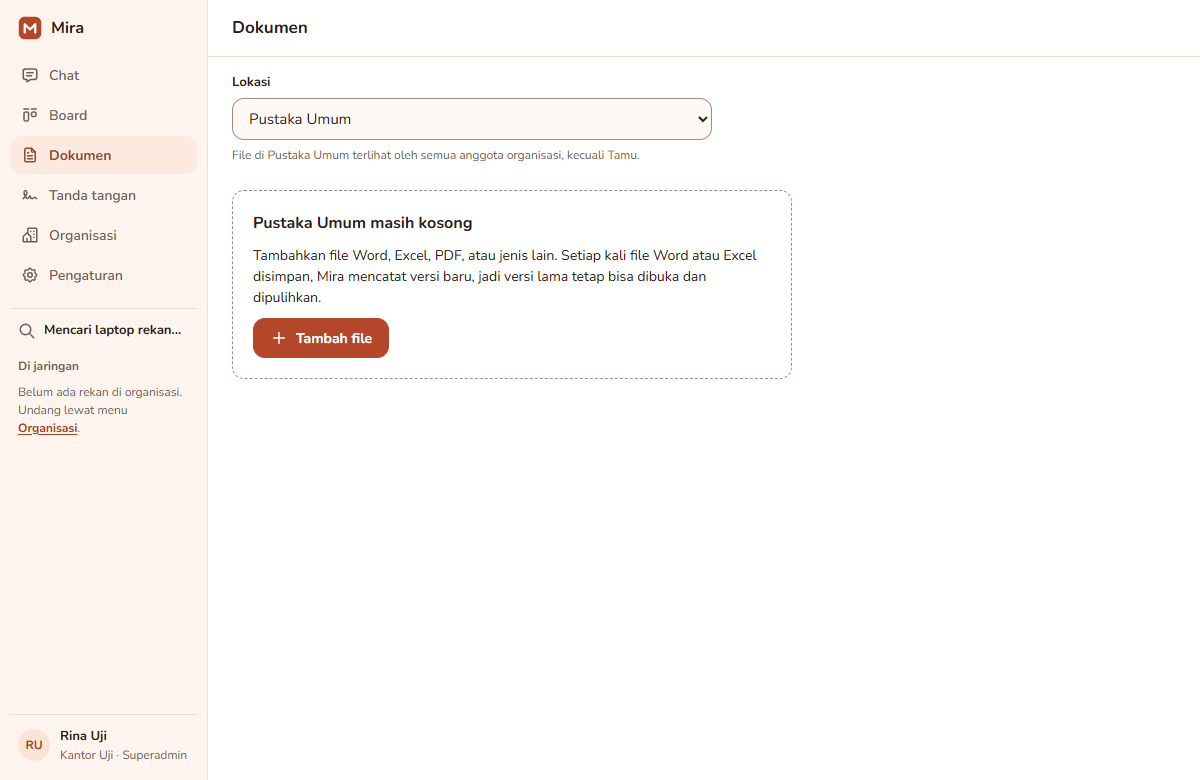 Mira
Chat
Board
Dokumen
Tanda tangan
Organisasi
Pengaturan
Mencari laptop rekan...
Di jaringan
Belum ada rekan di organisasi.
Undang lewat menu
Organisasi.
RU
Rina Uji
Kantor Uji · Superadmin
Dokumen
Lokasi
Pustaka Umum
File di Pustaka Umum terlihat oleh semua anggota organisasi, kecuali Tamu.
Pustaka Umum masih kosong
Tambahkan file Word, Excel, PDF, atau jenis lain. Setiap kali file Word atau Excel
disimpan, Mira mencatat versi baru, jadi versi lama tetap bisa dibuka dan
dipulihkan.
Tambah file